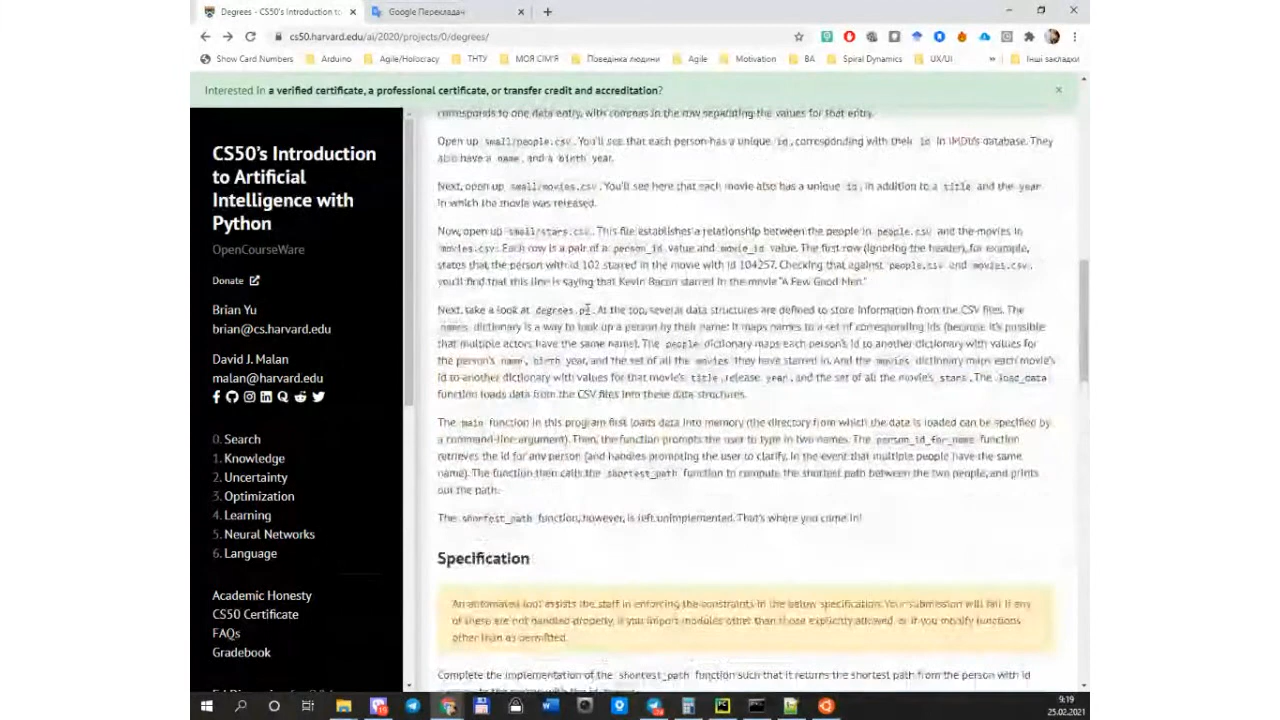 Degrees - CS50's Introduction to
Google Перекладач
cs50.harvard.edu/ai/2020/projects/0/degrees/
Show Card Numbers Arduino Agile/Holocracy ТНТУ МОЯ СІМ'Я Поведінка людини Agile Motivation BA Spiral Dynamics UX/UI » Інші закладки
Interested in a verified certificate, a professional certificate, or transfer credit and accreditation?
CS50's Introduction
to Artificial
Intelligence with
Python
OpenCourseWare
Donate
Brian Yu
brian@cs.harvard.edu
David J. Malan
malan@harvard.edu
0. Search
1. Knowledge
2. Uncertainty
3. Optimization
4. Learning
5. Neural Networks
6. Language
Academic Honesty
CS50 Certificate
FAQs
Gradebook
corresponds to one data entry, with commas in the row separating the values for that entry.
Open up small/people.csv. You'll see that each person has a unique id, corresponding with their id in IMDb's database. They
also have a name, and a birth year.
Next, open up small/movies.csv. You'll see here that each movie also has a unique id, in addition to a title and the year
in which the movie was released.
Now, open up small/stars.csv. This file establishes a relationship between the people in people.csv and the movies in
movies.csv. Each row is a pair of a person_id value and movie_id value. The first row (ignoring the header), for example,
states that the person with id 102 starred in the movie with id 104257. Checking that against people.csv and movies.csv,
you'll find that this line is saying that Kevin Bacon starred in the movie "A Few Good Men."
Next, take a look at degrees.py. At the top, several data structures are defined to store information from the CSV files. The
names dictionary is a way to look up a person by their name: it maps names to a set of corresponding ids (because it's possible
that multiple actors have the same name). The people dictionary maps each person's id to another dictionary with values for
the person's name, birth year, and the set of all the movies they have starred in. And the movies dictionary maps each movie's
id to another dictionary with values for that movie's title, release year, and the set of all the movie's stars. The load_data
function loads data from the CSV files into these data structures.
The main function in this program first loads data into memory (the directory from which the data is loaded can be specified by
a command-line argument). Then, the function prompts the user to type in two names. The person_id_for_name function
retrieves the id for any person (and handles prompting the user to clarify, in the event that multiple people have the same
name). The function then calls the shortest_path function to compute the shortest path between the two people, and prints
out the path.
The shortest_path function, however, is left unimplemented. That's where you come in!
Specification
An automated tool assists the staff in enforcing the constraints in the below specification. Your submission will fail if any
of these are not handled properly, if you import modules other than those explicitly allowed, or if you modify functions
other than as permitted.
Complete the implementation of the shortest_path function such that it returns the shortest path from the person with id
9:19
25.02.2021